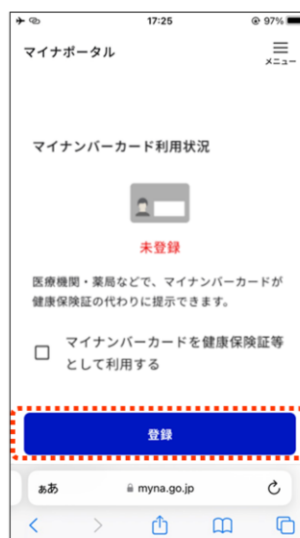 17:25
97%
マイナポータル
メニュー
マイナンバーカード利用状況
未登録
医療機関・薬局などで、マイナンバーカードが
健康保険証の代わりに提示できます。
マイナンバーカードを健康保険証等
として利用する
登録
ぁあ
myna.go.jp